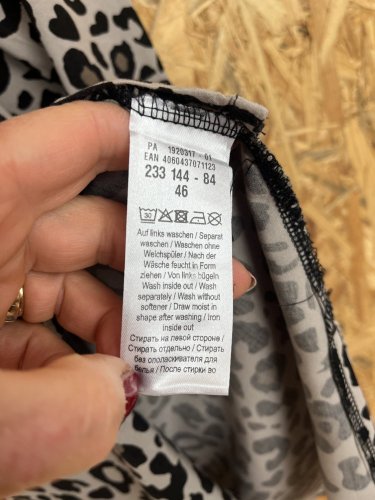 PA 1920317 - 01
EAN 4060437071123
233 144 - 84
46
30
Auf links waschen / Separat
waschen / Waschen ohne
Weichspüler / Nach der
Wäsche feucht in Form
ziehen / Von links bügeln
Wash inside out / Wash
separately / Wash without
softener / Draw moist in
shape after washing / Iron
inside out
Стирать на левой стороне /
Стирать отдельно / Стирать
без ополаскивателя для
белья / После стирки во